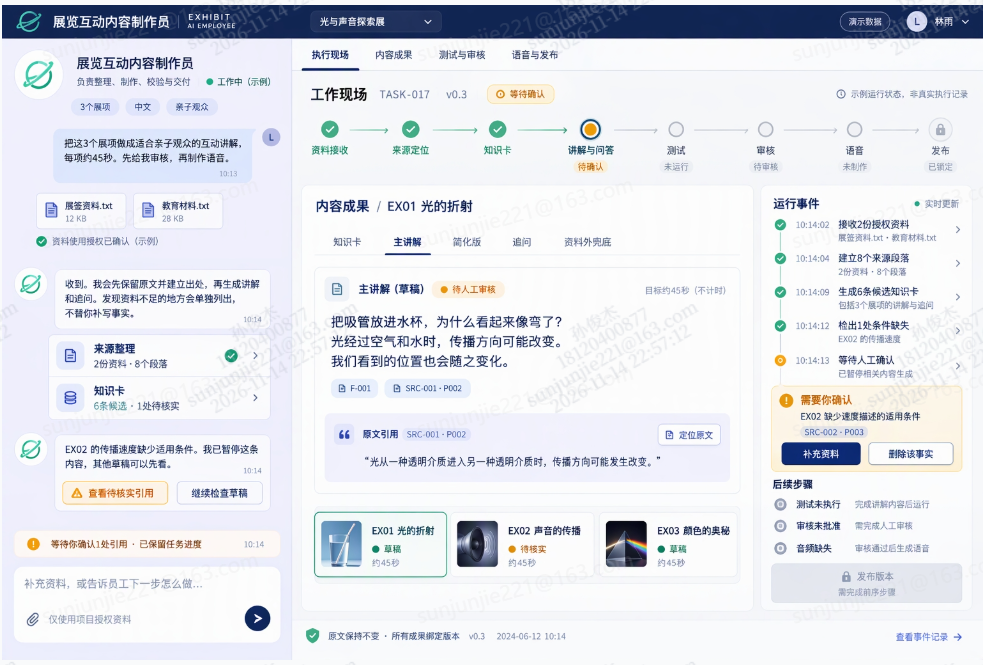 展览互动内容制作员
EXHIBIT
AI EMPLOYEE
光与声音探索展
演示数据
L
林雨
展览互动内容制作员
负责整理、制作、校验与交付
工作中（示例）
3个展项
中文
亲子观众
把这3个展项做成适合亲子观众的互动讲解，
每项约45秒。先给我审核，再制作语音。
10:13
L
展签资料.txt
12 KB
教育材料.txt
28 KB
资料使用授权已确认（示例）
收到。我会先保留原文并建立出处，再生成讲解
和追问。发现资料不足的地方会单独列出，
不替你补写事实。
10:14
来源整理
2份资料 · 8个段落
知识卡
6条候选 · 1处待核实
EX02 的传播速度缺少适用条件。我已暂停这条
内容，其他草稿可以先看。
10:14
查看待核实引用
继续检查草稿
等待你确认1处引用 · 已保留任务进度
10:14
补充资料，或告诉员工下一步怎么做...
仅使用项目授权资料
执行现场
内容成果
测试与审核
语音与发布
工作现场
TASK-017
v0.3
等待确认
示例运行状态，非真实执行记录
资料接收
来源定位
知识卡
讲解与问答
待确认
测试
未运行
审核
待审核
语音
未制作
发布
已锁定
内容成果 / EX01 光的折射
知识卡
主讲解
简化版
追问
资料外兜底
主讲解（草稿）
待人工审核
目标约45秒（不计时）
把吸管放进水杯，为什么看起来像弯了？
光经过空气和水时，传播方向可能改变。
我们看到的位置也会随之变化。
F-001
SRC-001 · P002
原文引用
SRC-001 · P002
定位原文
“光从一种透明介质进入另一种透明介质时，传播方向可能发生改变。”
EX01 光的折射
草稿
约45秒
EX02 声音的传播
待核实
约45秒
EX03 颜色的奥秘
草稿
约45秒
运行事件
实时更新
10:14:02
接收2份授权资料
展签资料.txt · 教育材料.txt
10:14:04
建立8个来源段落
2份资料 · 8个段落
10:14:09
生成6条候选知识卡
包括3个展项的讲解与追问
10:14:12
检出1处条件缺失
EX02 的传播速度
10:14:13
等待人工确认
已暂停相关内容生成
需要你确认
EX02 缺少速度描述的适用条件
SRC-002 · P003
补充资料
删除该事实
后续步骤
测试未执行
完成讲解内容后运行
审核未批准
需完成人工审核
音频缺失
审核通过后生成语音
发布版本
需完成前序步骤
原文保持不变 · 所有成果绑定版本
v0.3
2024-06-12 10:14
查看事件记录